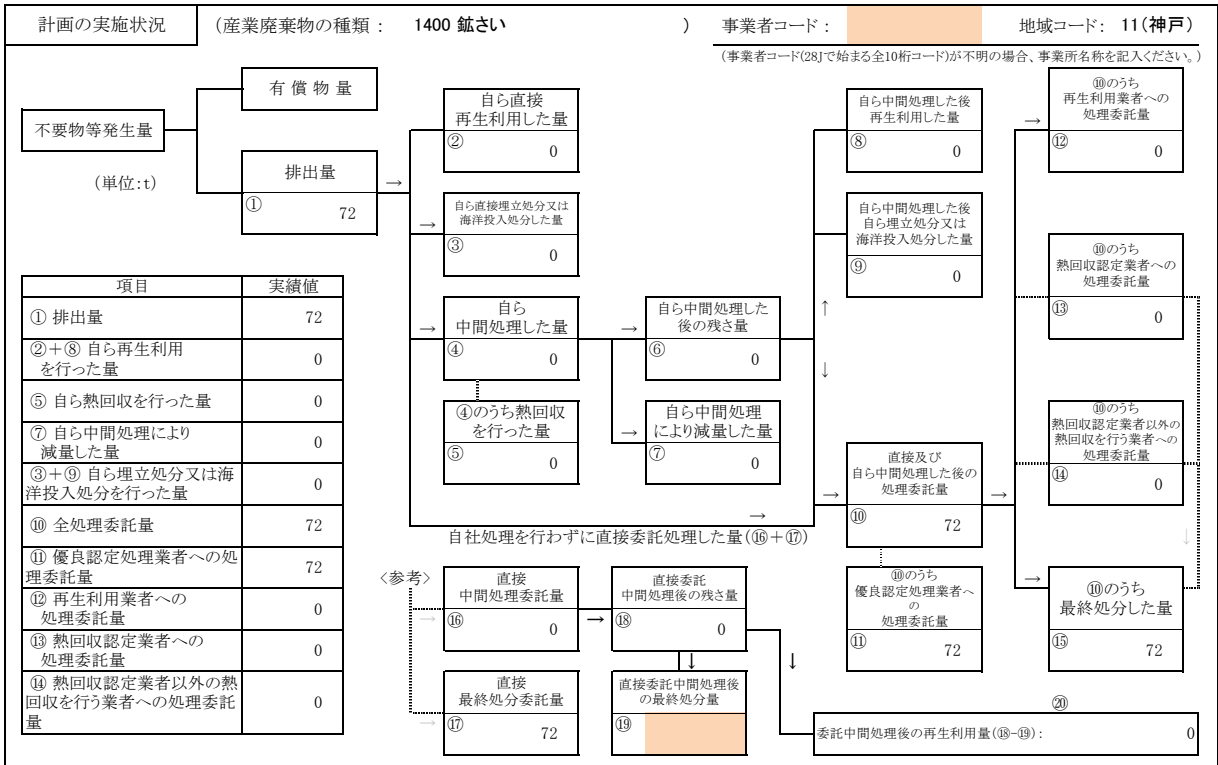 計画の実施状況
(産業廃棄物の種類： 1400 鉱さい )
事業者コード：
地域コード： 11(神戸)
(事業者コード(28Jで始まる全10桁コード)が不明の場合、事業所名称を記入ください。)
不要物等発生量
(単位:t)
有償物量
排出量
①
72
→
自ら直接
再生利用した量
②
0
→
自ら直接埋立処分又は
海洋投入処分した量
③
0
→
自ら
中間処理した量
④
0
④のうち熱回収
を行った量
⑤
0
→
自ら中間処理した
後の残さ量
⑥
0
→
自ら中間処理
により減量した量
⑦
0
自ら中間処理した後
再生利用した量
⑧
0
自ら中間処理した後
自ら埋立処分又は
海洋投入処分した量
⑨
0
↑
↓
→
直接及び
自ら中間処理した後の
処理委託量
⑩
72
→
⑩のうち
優良認定処理業者へ
の
処理委託量
⑪
72
→
⑩のうち
再生利用業者への
処理委託量
⑫
0
⑩のうち
熱回収認定業者への
処理委託量
⑬
0
⑩のうち
熱回収認定業者以外の
熱回収を行う業者への
処理委託量
⑭
0
↓
→
⑩のうち
最終処分した量
⑮
72
項目 実績値
① 排出量 72
②+⑧ 自ら再生利用
を行った量 0
⑤ 自ら熱回収を行った量 0
⑦ 自ら中間処理により
減量した量 0
③+⑨ 自ら埋立処分又は海
洋投入処分を行った量 0
⑩ 全処理委託量 72
⑪ 優良認定処理業者への処
理委託量 72
⑫ 再生利用業者への
処理委託量 0
⑬ 熱回収認定業者への
処理委託量 0
⑭ 熱回収認定業者以外の熱
回収を行う業者への処理委託
量 0
→
自社処理を行わずに直接委託処理した量(⑯+⑰)
〈参考〉
→
直接
中間処理委託量
⑯
0
→
直接委託
中間処理後の残さ量
⑱
0
→
直接
最終処分委託量
⑰
72
↓
直接委託中間処理後
の最終処分量
⑲
↓
⑳
委託中間処理後の再生利用量(⑱-⑲)： 0